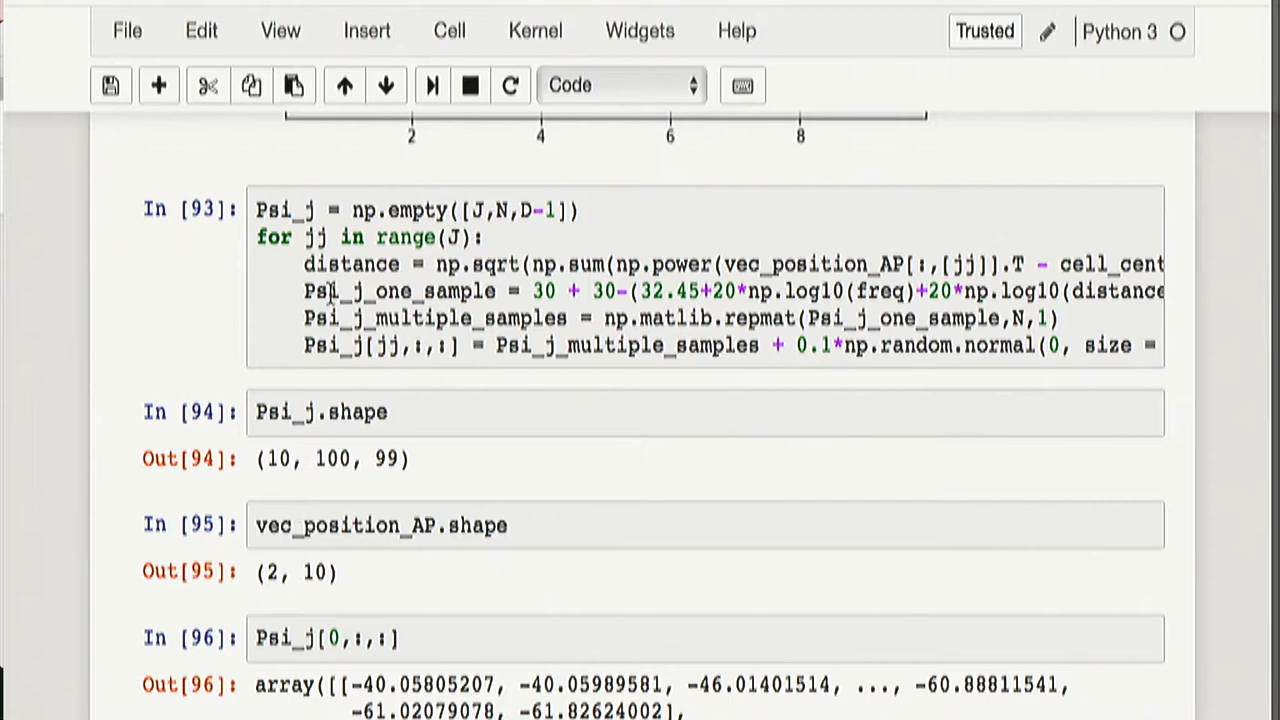 File Edit View Insert Cell Kernel Widgets Help Trusted Python 3
Code
2 4 6 8
In [93]: Psi_j = np.empty([J,N,D-1])
for jj in range(J):
distance = np.sqrt(np.sum(np.power(vec_position_AP[:,[jj]].T - cell_cent
Psi_j_one_sample = 30 + 30-(32.45+20*np.log10(freq)+20*np.log10(distance
Psi_j_multiple_samples = np.matlib.repmat(Psi_j_one_sample,N,1)
Psi_j[jj,:,:] = Psi_j_multiple_samples + 0.1*np.random.normal(0, size =
In [94]: Psi_j.shape
Out[94]: (10, 100, 99)
In [95]: vec_position_AP.shape
Out[95]: (2, 10)
In [96]: Psi_j[0,:,:]
Out[96]: array([[-40.05805207, -40.05989581, -46.01401514, ..., -60.88811541,
-61.02079078, -61.82624002],